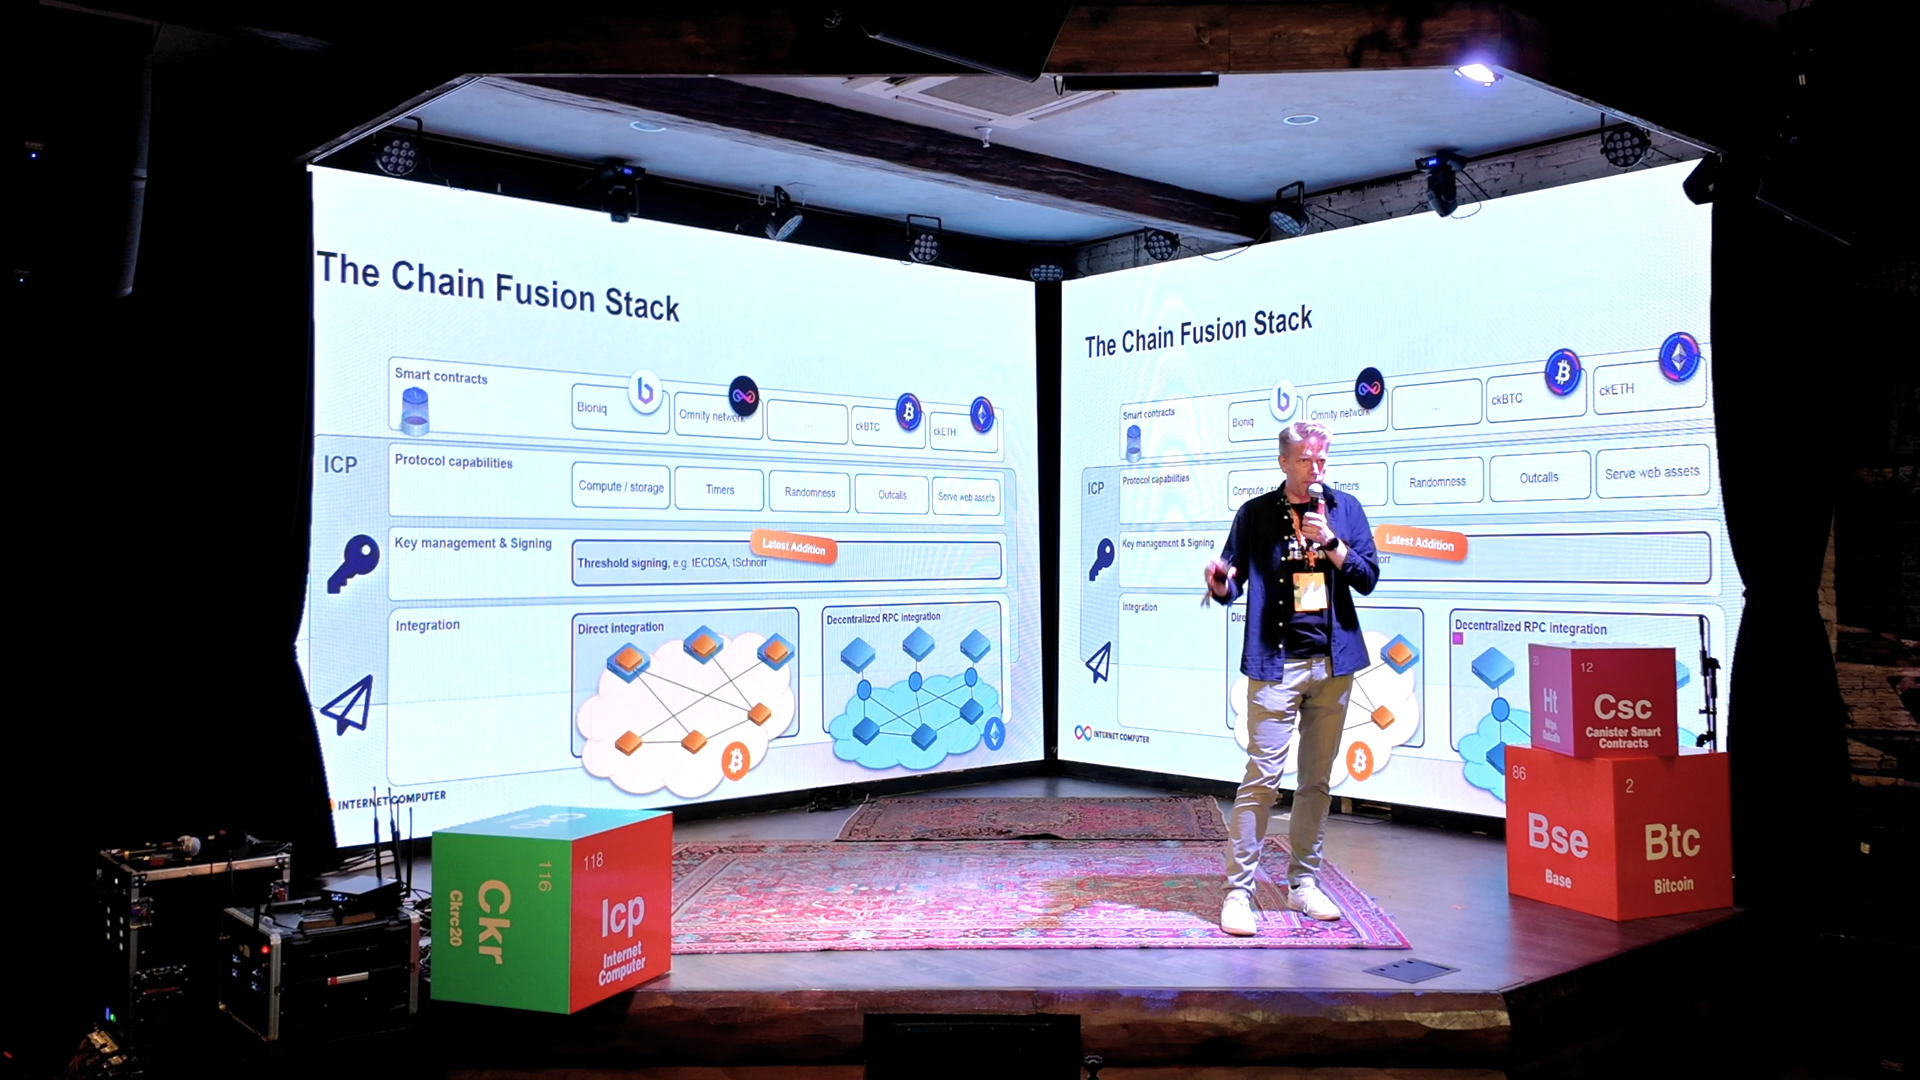 The Chain Fusion Stack
Smart contracts
Bioniq
Omnity network
...
ckBTC
ckETH
ICP
Protocol capabilities
Compute / storage
Timers
Randomness
Outcalls
Serve web assets
Key management & Signing
Latest Addition
Threshold signing, e.g. tECDSA, tSchnorr
Integration
Direct integration
Decentralized RPC integration
INTERNET COMPUTER
The Chain Fusion Stack
Smart contracts
Bioniq
Omnity network
...
ckBTC
ckETH
ICP
Protocol capabilities
Timers
Randomness
Outcalls
Serve web assets
Key management & Signing
Latest Addition
Integration
Decentralized RPC integration
INTERNET COMPUTER
116
Ckr
Ckrc20
118
Icp
Internet
Computer
Ht
Https
Outcalls
12
Csc
Canister Smart
Contracts
86
Bse
Base
2
Btc
Bitcoin